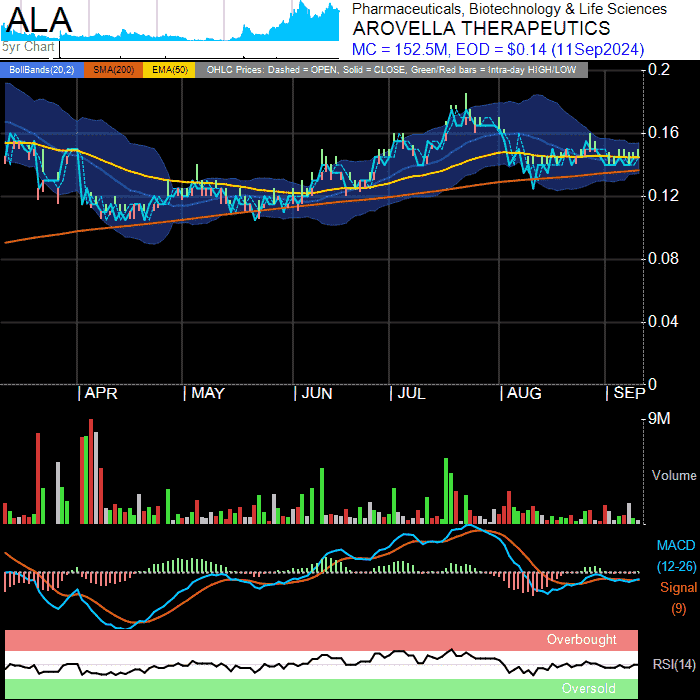 ALA
5yr Chart
Pharmaceuticals, Biotechnology & Life Sciences
AROVELLA THERAPEUTICS
MC = 152.5M, EOD = $0.14 (11Sep2024)
BollBands(20,2) SMA(200) EMA(50) OHLC Prices: Dashed = OPEN, Solid = CLOSE, Green/Red bars = Intra-day HIGH/LOW
0.2
0.16
0.12
0.08
0.04
0
| APR | MAY | JUN | JUL | AUG | SEP
9M
Volume
MACD
(12-26)
Signal
(9)
Overbought
RSI(14)
Oversold